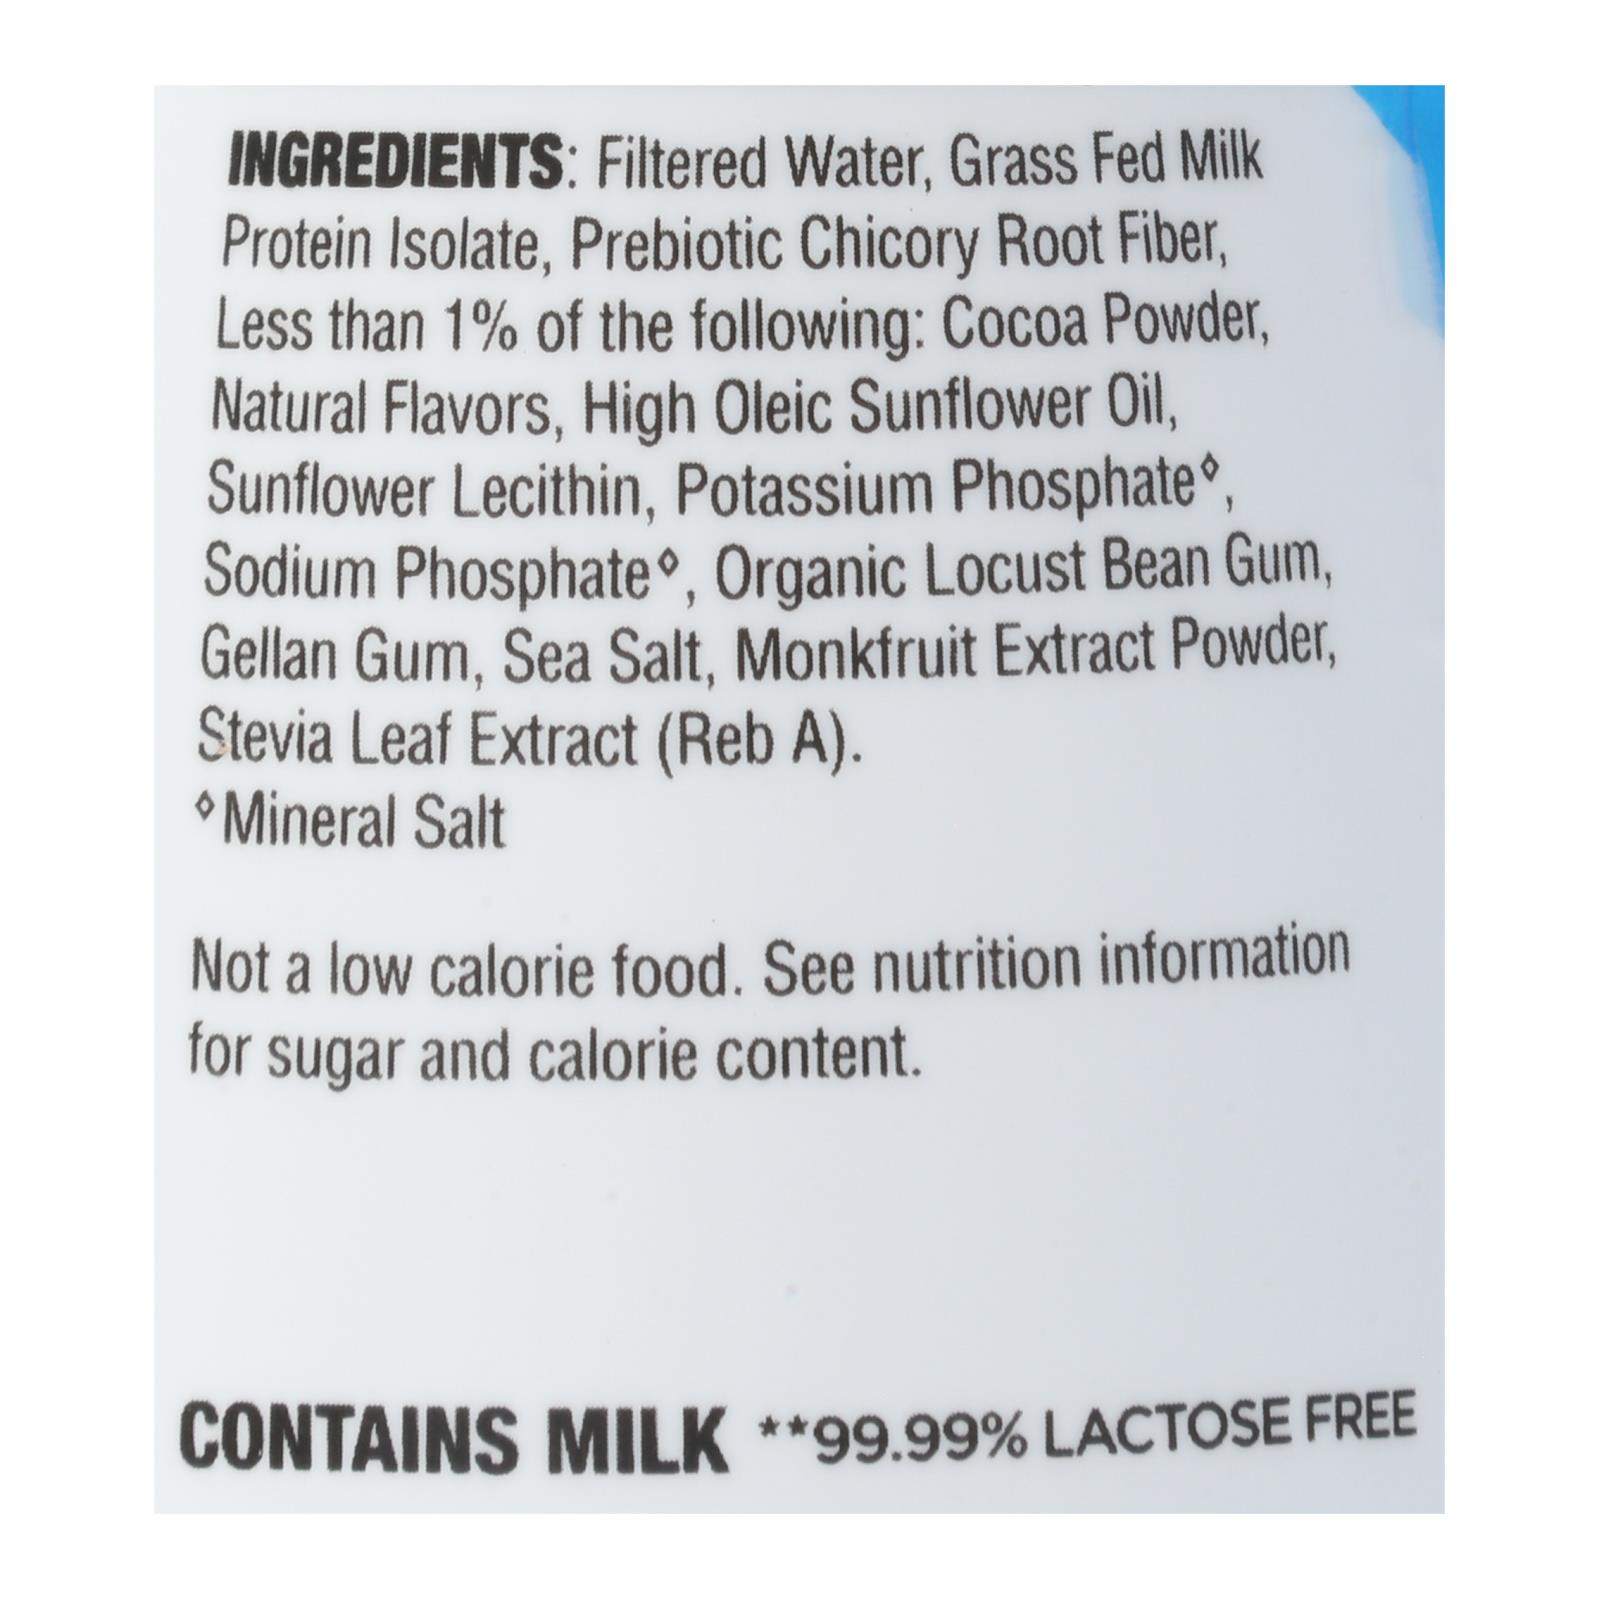 INGREDIENTS: Filtered Water, Grass Fed Milk
Protein Isolate, Prebiotic Chicory Root Fiber,
Less than 1% of the following: Cocoa Powder,
Natural Flavors, High Oleic Sunflower Oil,
Sunflower Lecithin, Potassium Phosphate◊,
Sodium Phosphate◊, Organic Locust Bean Gum,
Gellan Gum, Sea Salt, Monkfruit Extract Powder,
Stevia Leaf Extract (Reb A).
◊Mineral Salt
Not a low calorie food. See nutrition information
for sugar and calorie content.
CONTAINS MILK **99.99% LACTOSE FREE